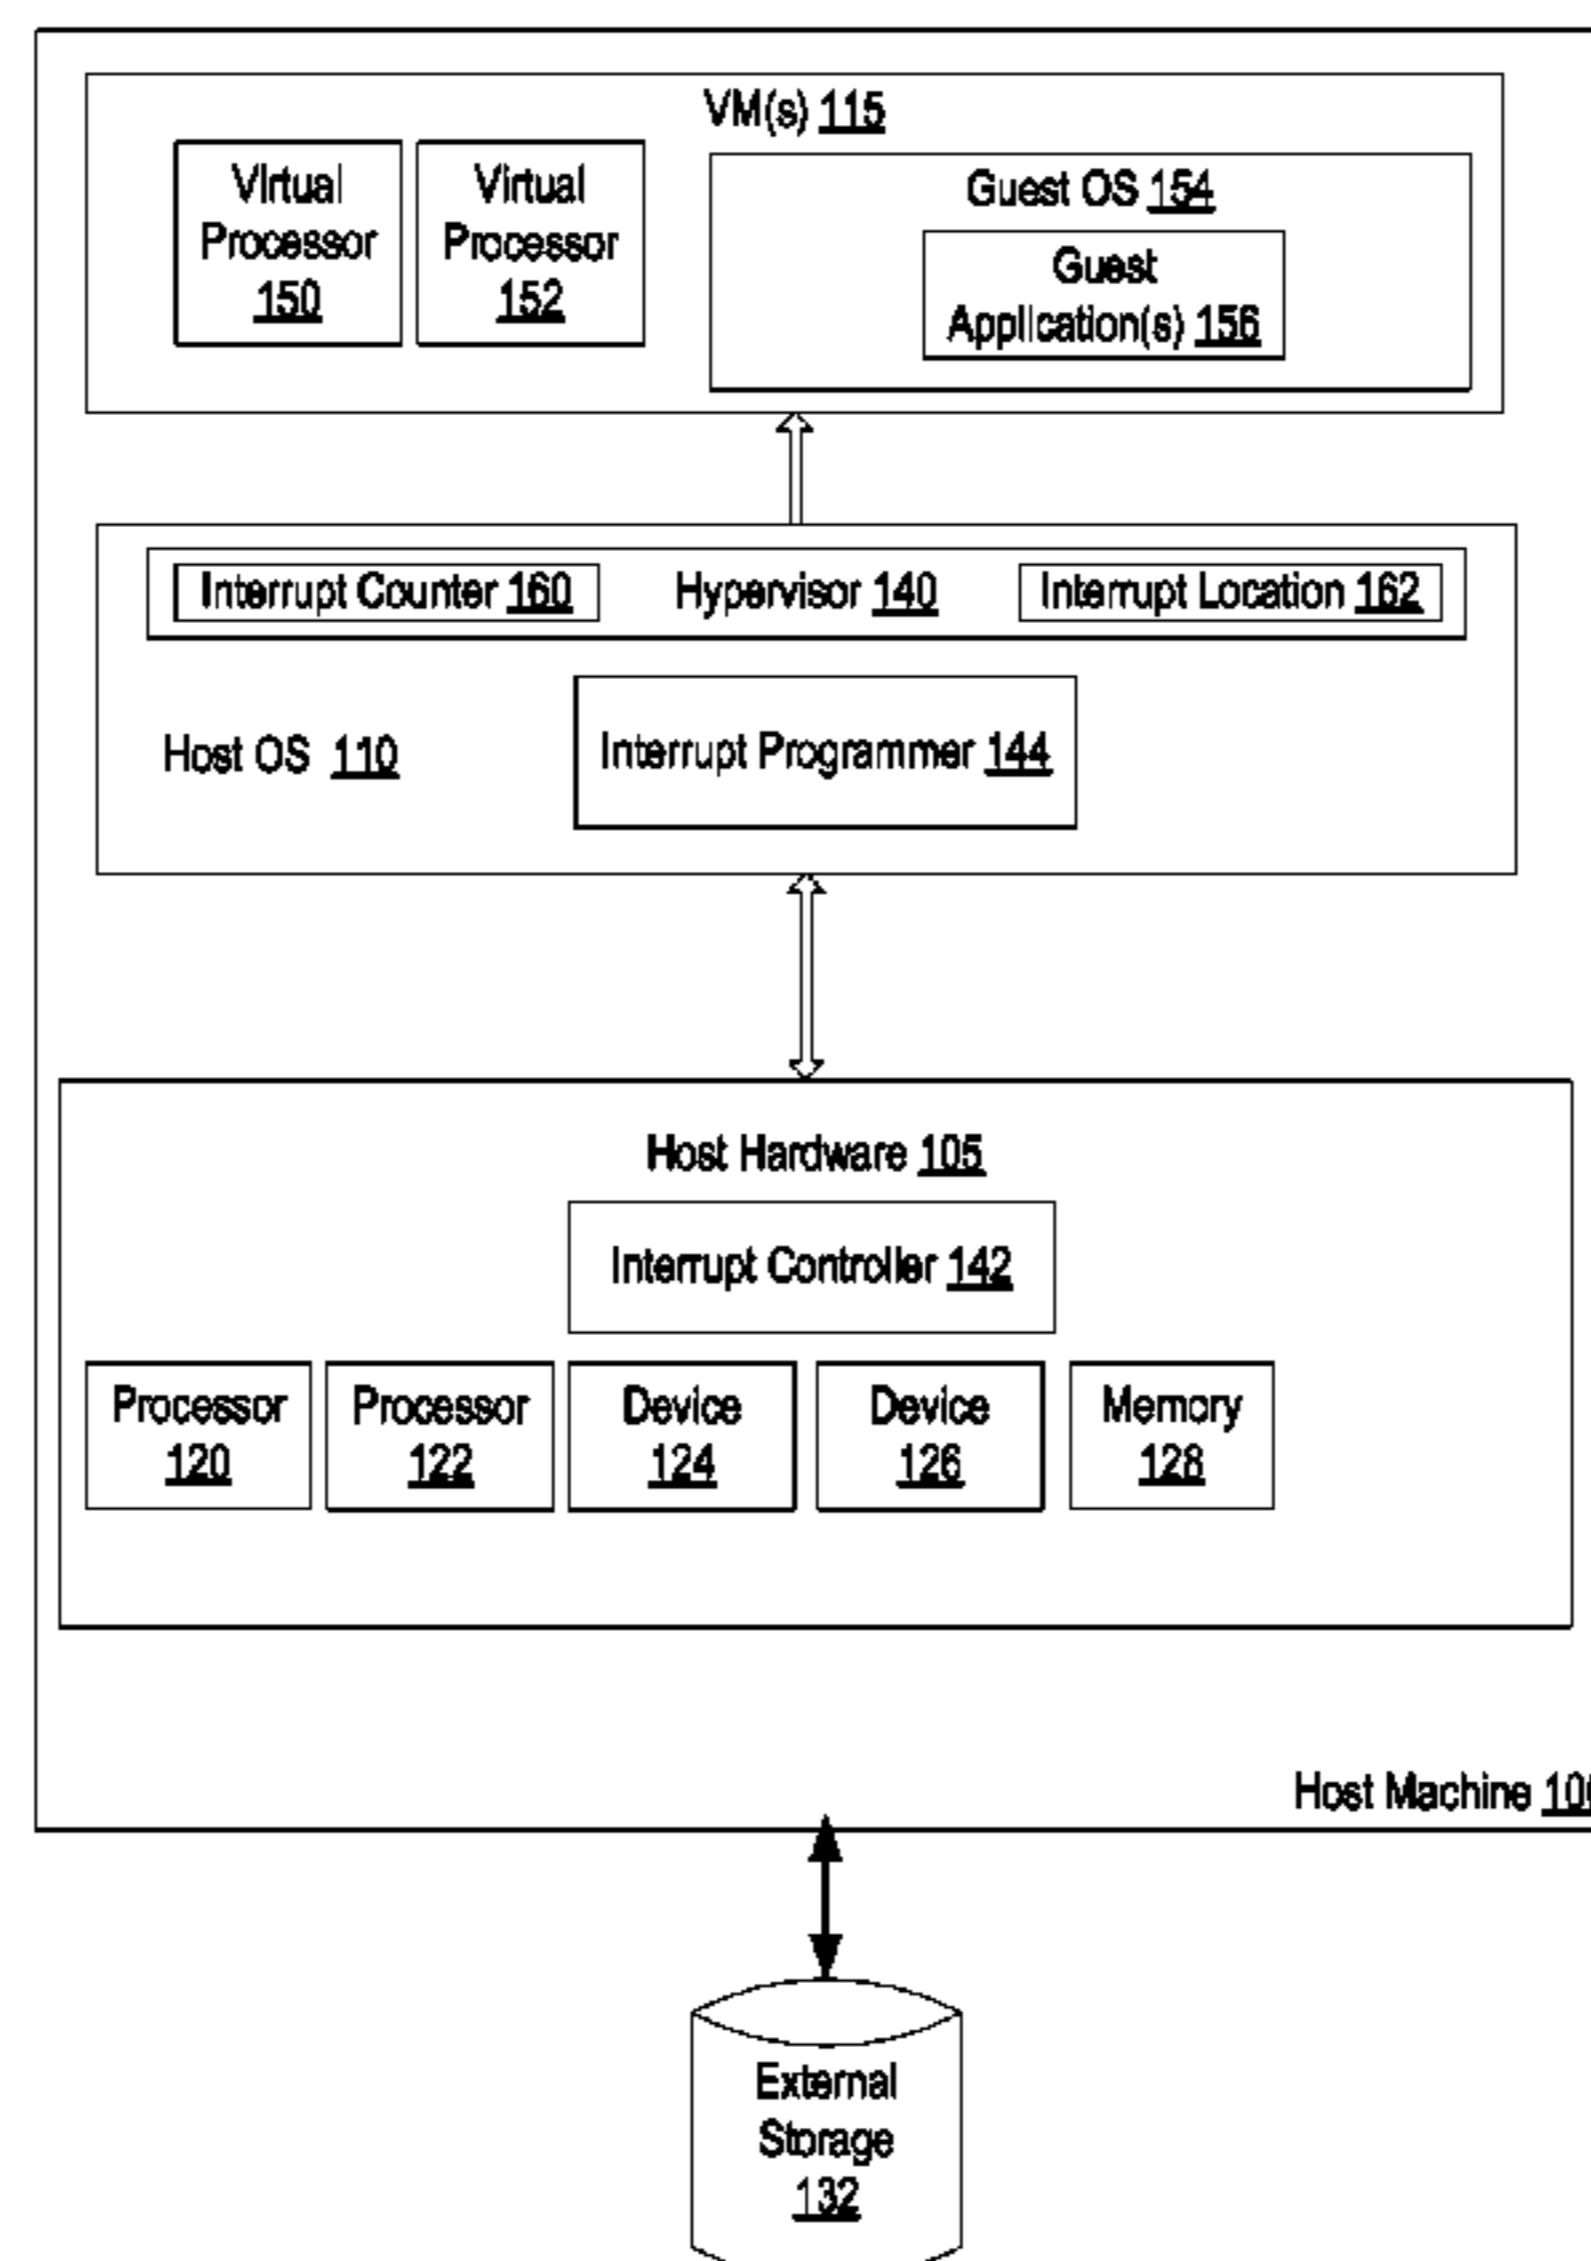 VM(s) 115
Virtual
Processor
150
Virtual
Processor
152
Guest OS 154
Guest
Application(s) 156
Interrupt Counter 160
Hypervisor 140
Interrupt Location 162
Host OS 110
Interrupt Programmer 144
Host Hardware 105
Interrupt Controller 142
Processor
120
Processor
122
Device
124
Device
126
Memory
128
Host Machine
External
Storage
132